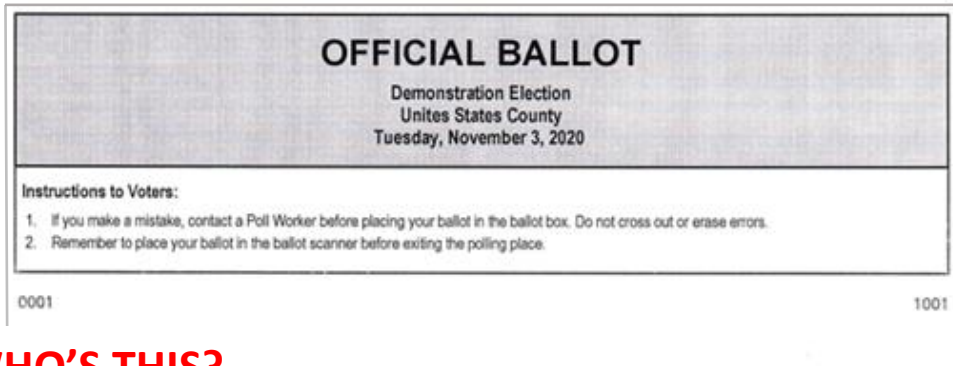 OFFICIAL BALLOT
Demonstration Election
Unites States County
Tuesday, November 3, 2020
Instructions to Voters:
1. If you make a mistake, contact a Poll Worker before placing your ballot in the ballot box. Do not cross out or erase errors.
2. Remember to place your ballot in the ballot scanner before exiting the polling place.
0001 1001
WHO'S THIS?